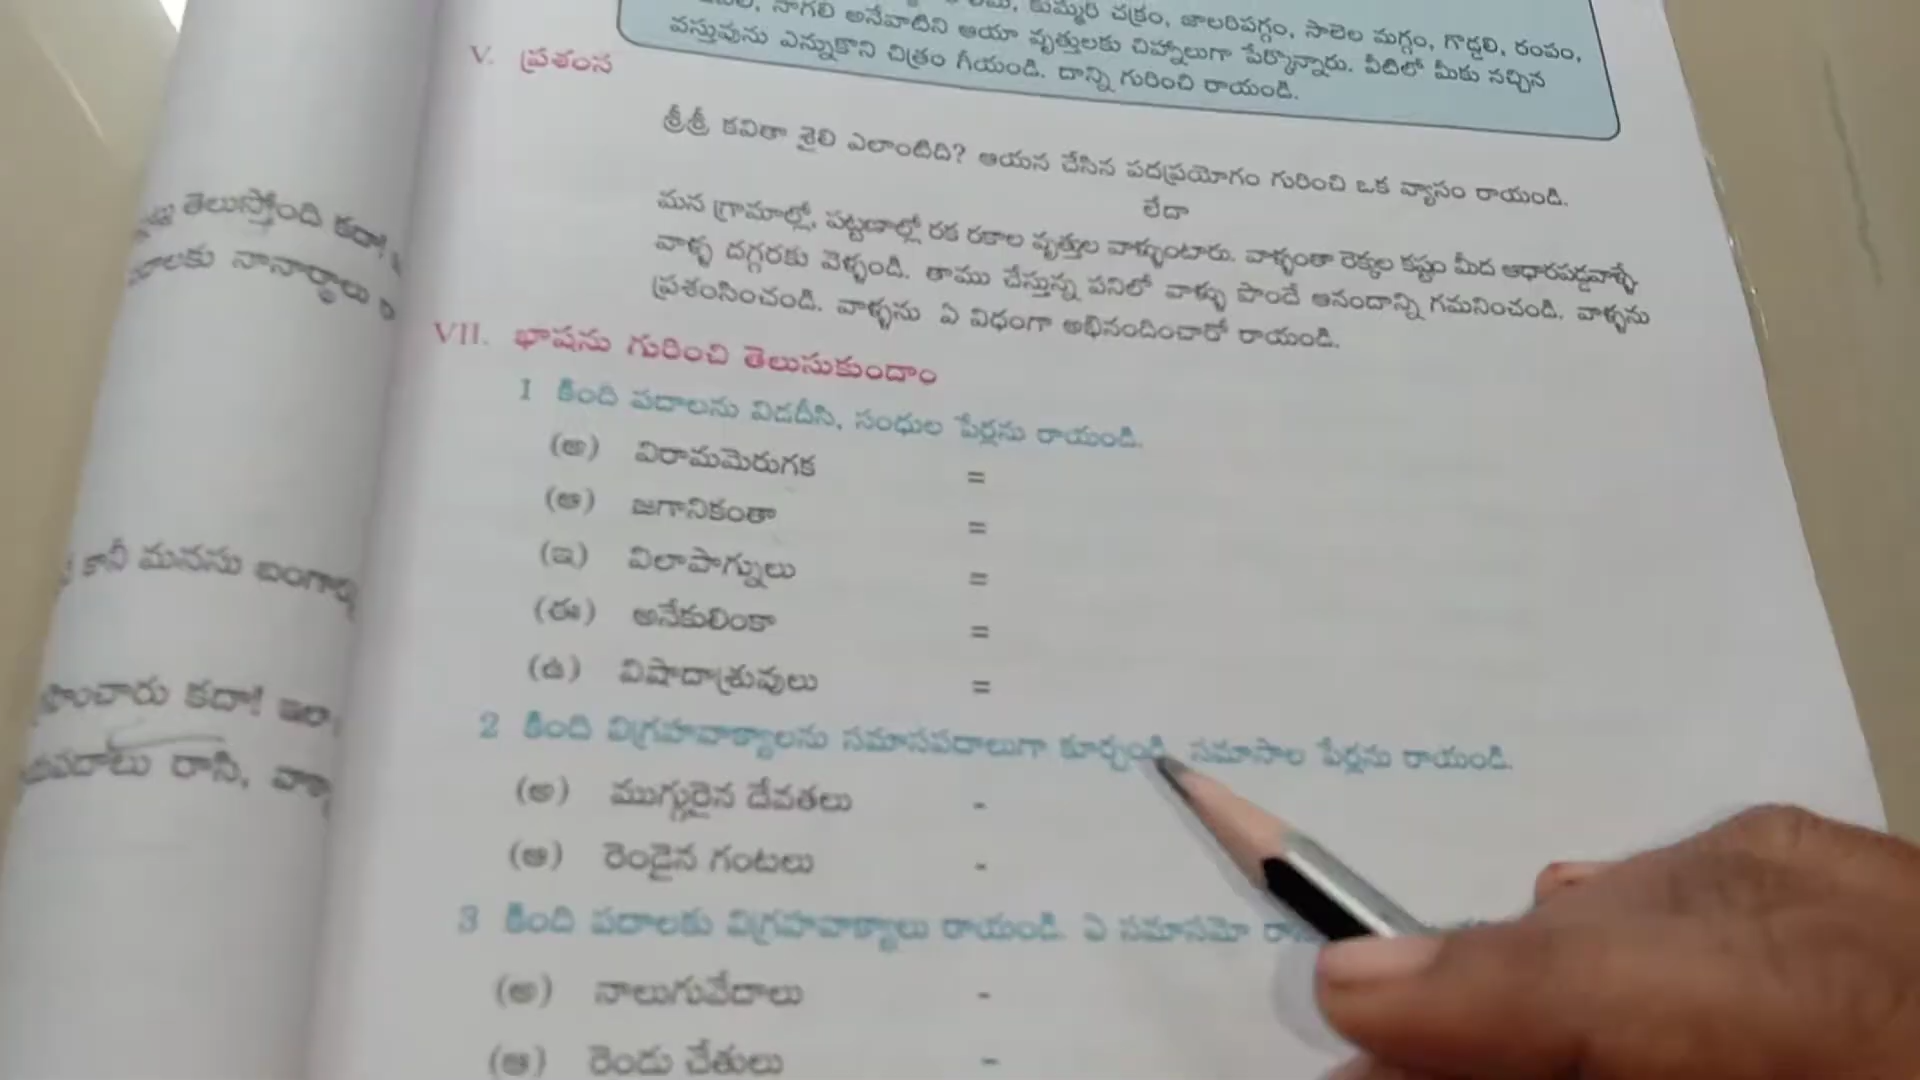 కుమ్మరి చక్రం, జాలరిపగ్గం, సాలెల మగ్గం, గొడ్డలి, రంపం,
నాగలి అనేవాటిని ఆయా వృత్తులకు చిహ్నాలుగా పేర్కొన్నారు. వీటిలో మీకు నచ్చిన
వస్తువును ఎన్నుకొని చిత్రం గీయండి. దాన్ని గురించి రాయండి.
V. ప్రశంస
శ్రీశ్రీ కవితా శైలి ఎలాంటిది? ఆయన చేసిన పదప్రయోగం గురించి ఒక వ్యాసం రాయండి.
లేదా
మన గ్రామాల్లో, పట్టణాల్లో రక రకాల వృత్తుల వాళ్ళుంటారు. వాళ్ళంతా రెక్కల కష్టం మీద ఆధారపడ్డవాళ్ళే.
వాళ్ళ దగ్గరకు వెళ్ళండి. తాము చేస్తున్న పనిలో వాళ్ళు పొందే ఆనందాన్ని గమనించండి. వాళ్ళను
ప్రశంసించండి. వాళ్ళను ఏ విధంగా అభినందించారో రాయండి.
VII. భాషను గురించి తెలుసుకుందాం
1 కింది పదాలను విడదీసి, సంధుల పేర్లను రాయండి.
(అ) విరామమెరుగక =
(ఆ) జగానికంతా =
(ఇ) విలాపాగ్నులు =
(ఈ) అనేకులింకా =
(ఉ) విషాదాశ్రువులు =
2 కింది విగ్రహవాక్యాలను సమాసపదాలుగా కూర్చండి, సమాసాల పేర్లను రాయండి.
(అ) ముగ్గురైన దేవతలు -
(ఆ) రెండైన గంటలు -
3 కింది పదాలకు విగ్రహవాక్యాలు రాయండి. ఏ సమాసమో
(అ) నాలుగువేదాలు -
(ఆ) రెండు చేతులు -
తెలుస్తోంది కదా!
నానార్థాలు
కానీ మనసు
కదా! ఇలా
రాసి,